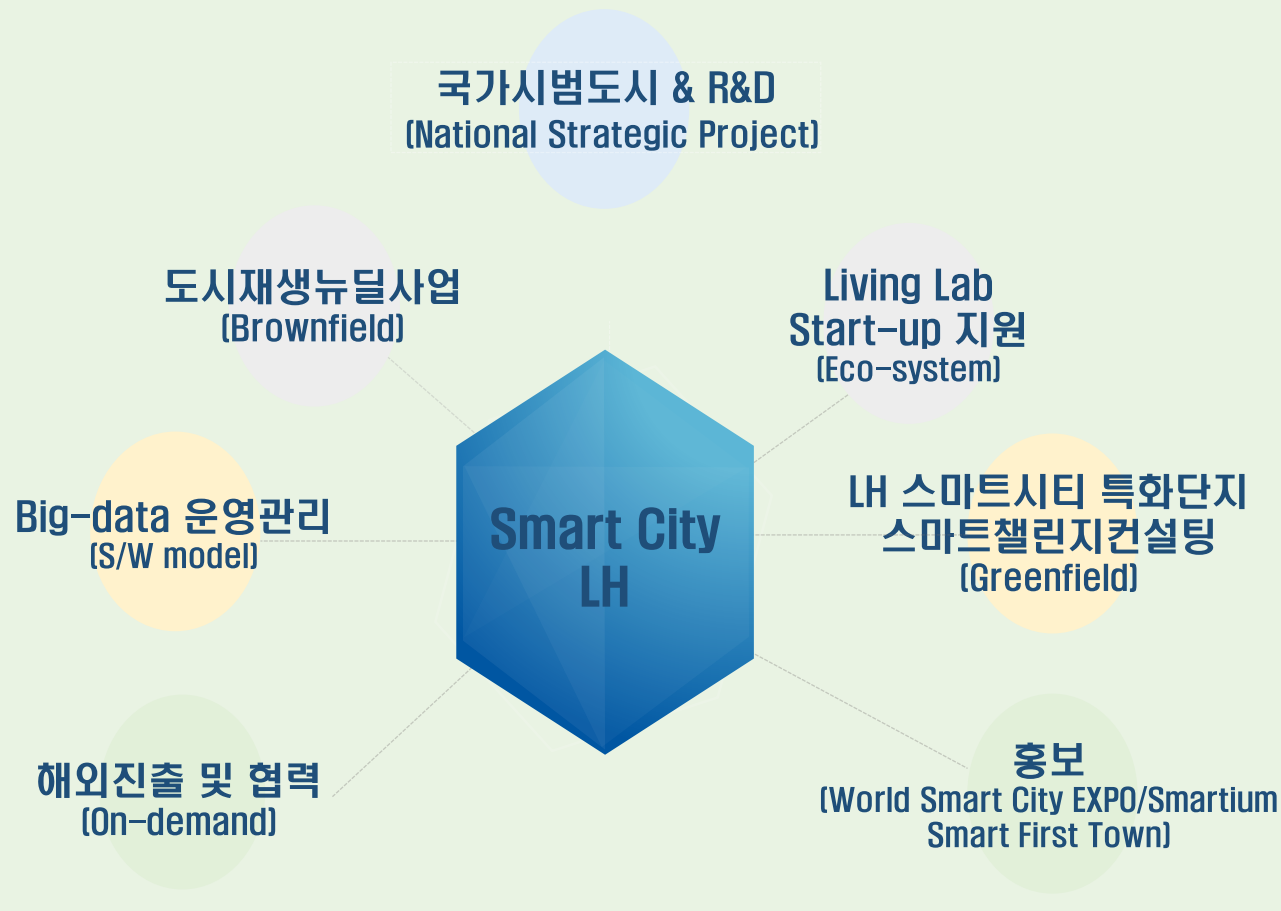 국가시범도시 & R&D
(National Strategic Project)
도시재생뉴딜사업
(Brownfield)
Living Lab
Start-up 지원
(Eco-system)
Big-data 운영관리
(S/W model)
Smart City
LH
LH 스마트시티 특화단지
스마트챌린지컨설팅
(Greenfield)
해외진출 및 협력
(On-demand)
홍보
(World Smart City EXPO/Smartium
Smart First Town)